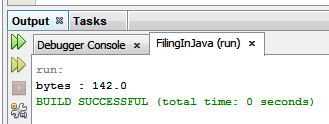 Output Tasks
Debugger Console FilingInJava (run)
run:
bytes : 142.0
BUILD SUCCESSFUL (total time: 0 seconds)